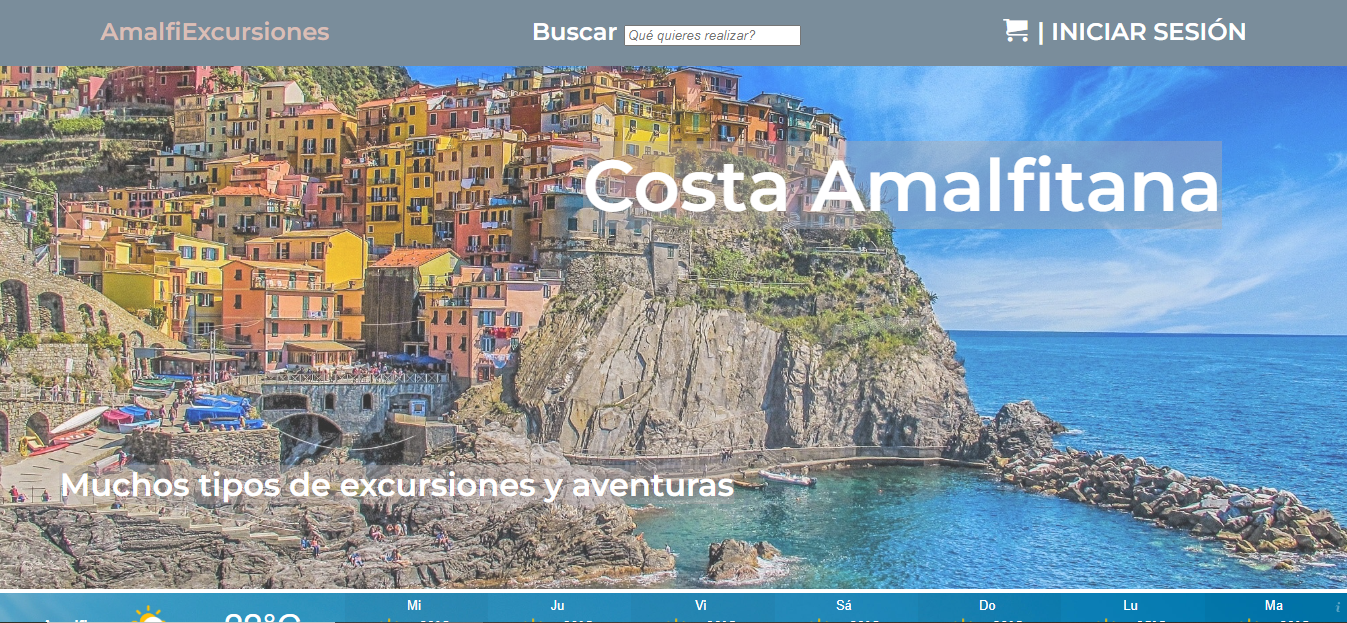 AmalfiExcursiones
Buscar Qué quieres realizar?
| INICIAR SESIÓN
Costa Amalfitana
Muchos tipos de excursiones y aventuras
Mi Ju Vi Sá Do Lu Ma i